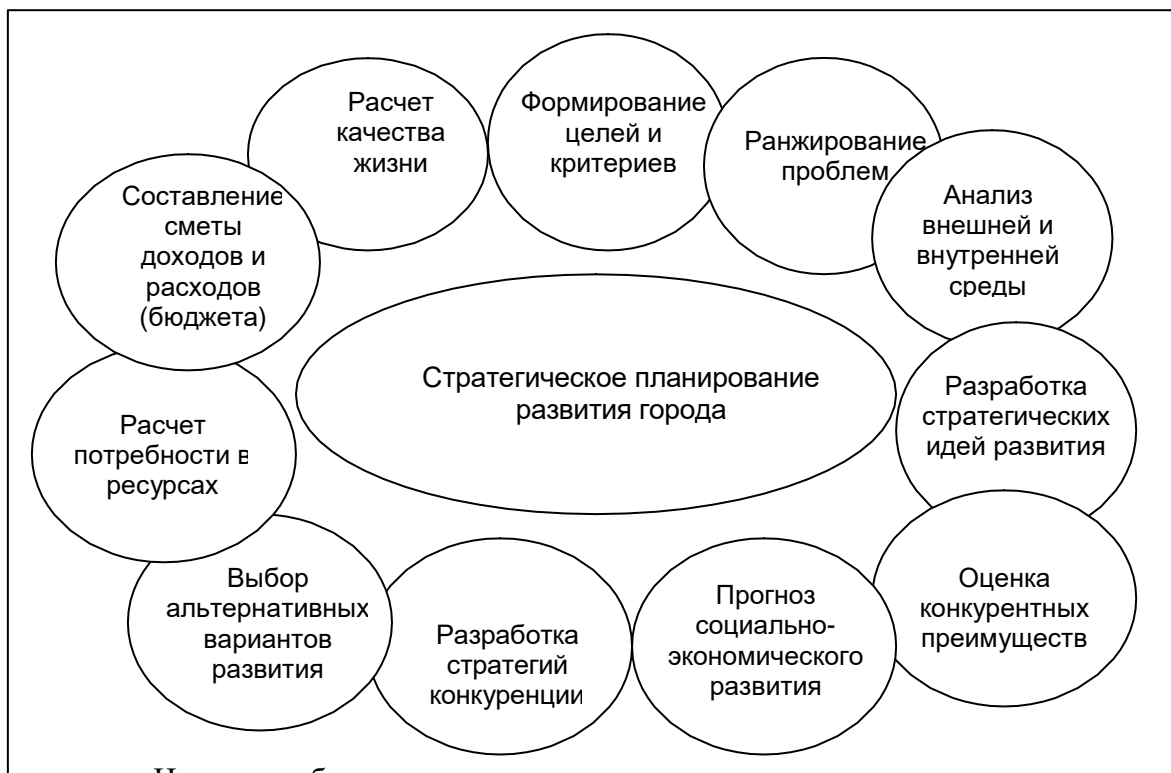 Расчет
качества
жизни
Формирование
целей и
критериев
Ранжирование
проблем
Анализ
внешней и
внутренней
среды
Составление
сметы
доходов и
расходов
(бюджета)
Стратегическое планирование
развития города
Разработка
стратегических
идей развития
Расчет
потребности в
ресурсах
Оценка
конкурентных
преимуществ
Прогноз
социально-
экономического
развития
Разработка
стратегий
конкуренции
Выбор
альтернативных
вариантов
развития